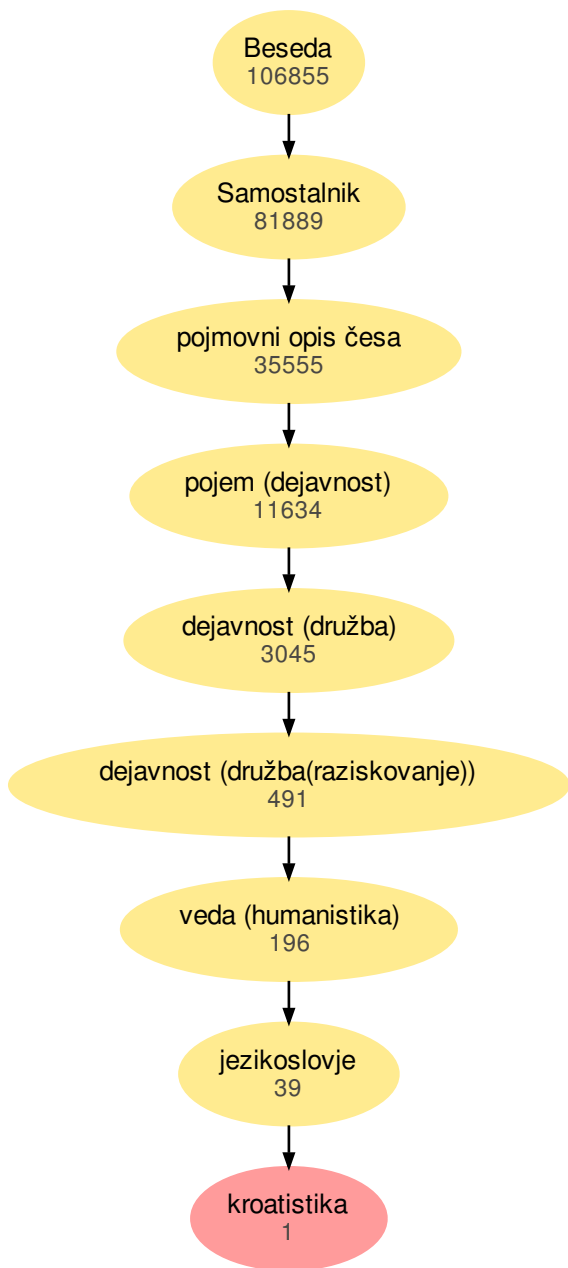 Beseda
106855
Samostalnik
81889
pojmovni opis česa
35555
pojem (dejavnost)
11634
dejavnost (družba)
3045
dejavnost (družba(raziskovanje))
491
veda (humanistika)
196
jezikoslovje
39
kroatistika
1